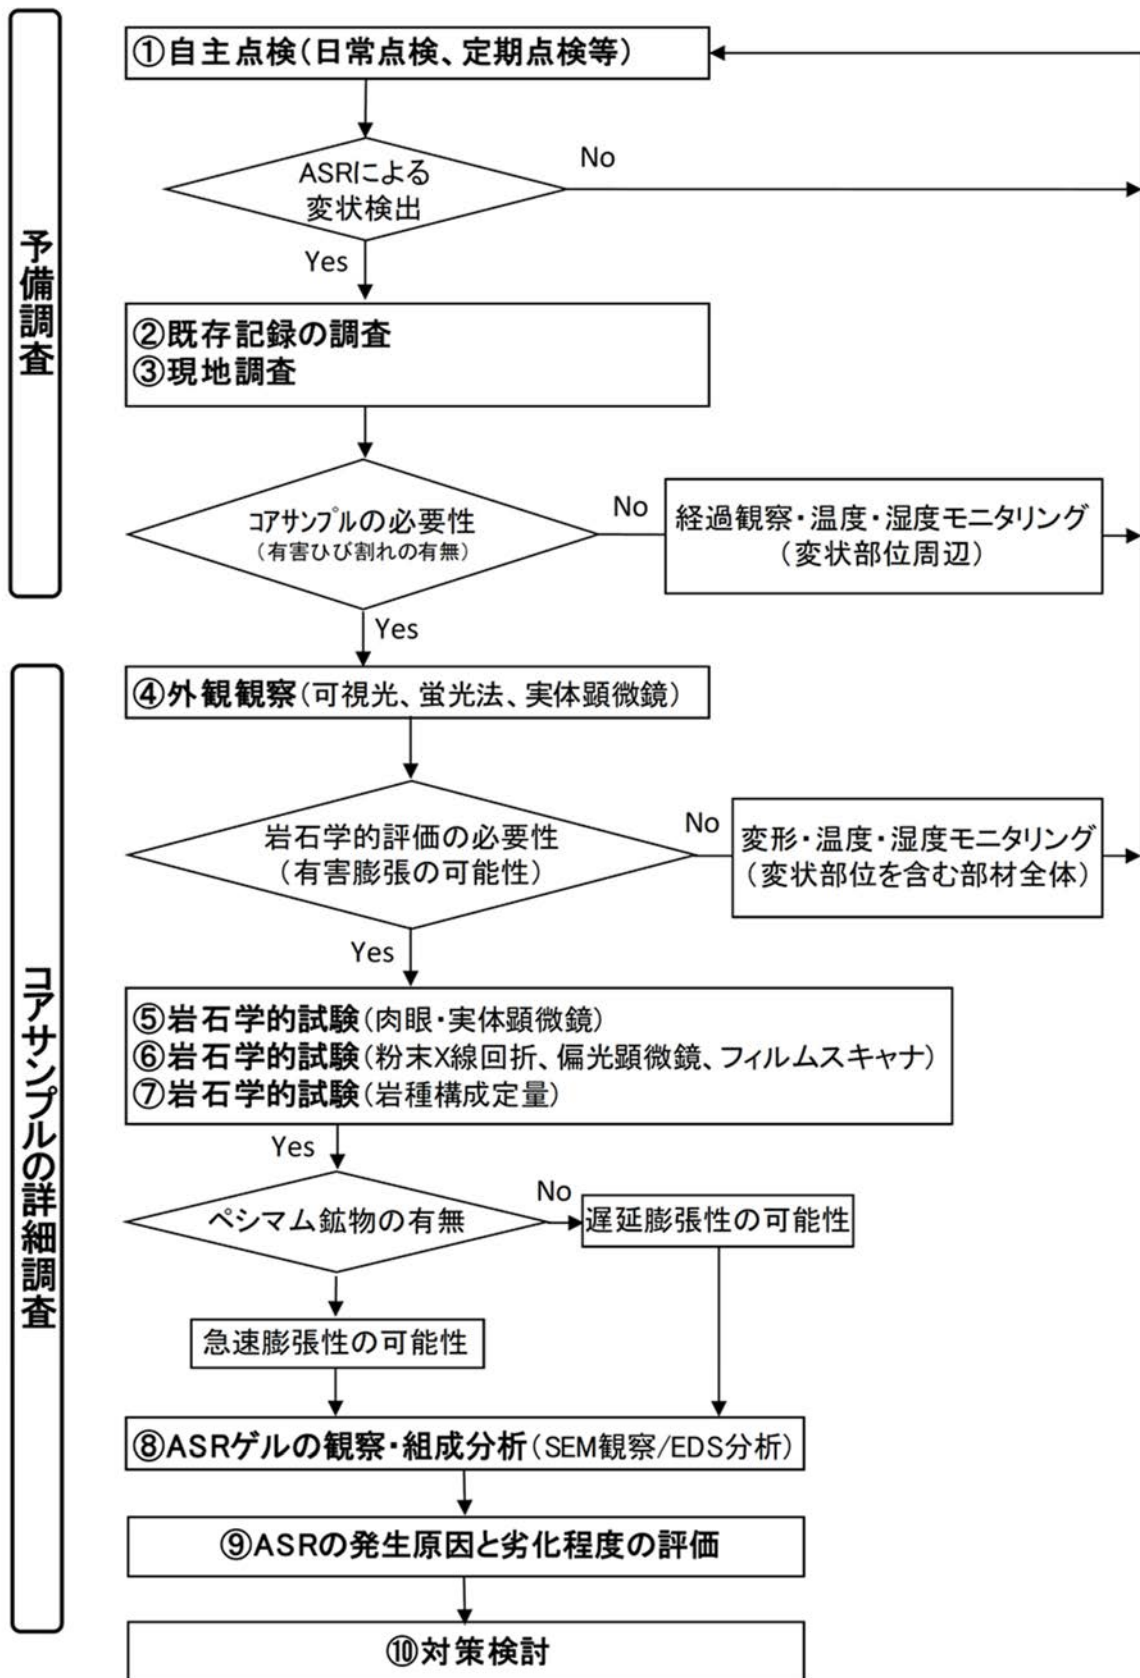 予備調査
①自主点検(日常点検、定期点検等)
ASRによる
変状検出
No
Yes
②既存記録の調査
③現地調査
コアサンプルの必要性
(有害ひび割れの有無)
No
経過観察・温度・湿度モニタリング
(変状部位周辺)
Yes
コアサンプルの詳細調査
④外観観察(可視光、蛍光法、実体顕微鏡)
岩石学的評価の必要性
(有害膨張の可能性)
No
変形・温度・湿度モニタリング
(変状部位を含む部材全体)
Yes
⑤岩石学的試験(肉眼・実体顕微鏡)
⑥岩石学的試験(粉末X線回折、偏光顕微鏡、フィルムスキャナ)
⑦岩石学的試験(岩種構成定量)
Yes
ペシマム鉱物の有無
No
遅延膨張性の可能性
急速膨張性の可能性
⑧ASRゲルの観察・組成分析(SEM観察/EDS分析)
⑨ASRの発生原因と劣化程度の評価
⑩対策検討